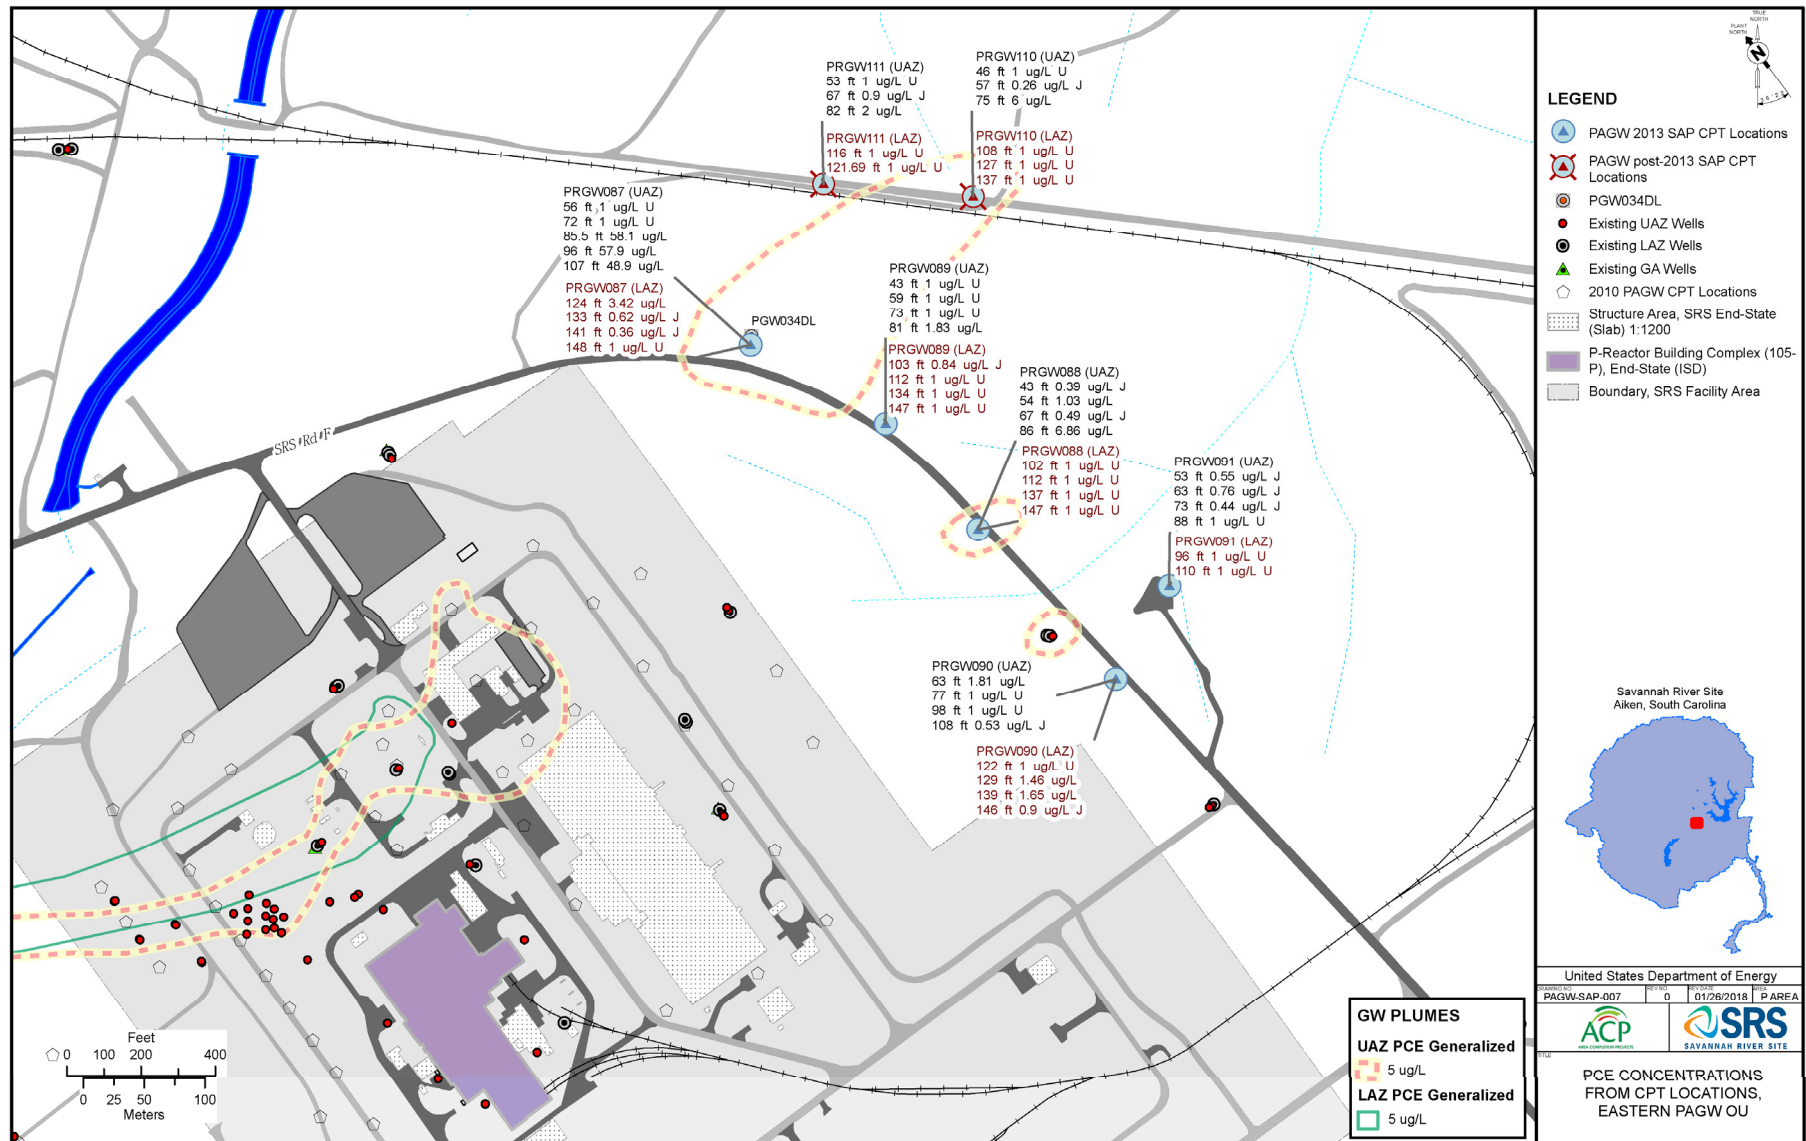 PRGW111 (UAZ)
53 ft 1 ug/L U
67 ft 0.9 ug/L J
82 ft 2 ug/L
PRGW111 (LAZ)
116 ft 1 ug/L U
121.69 ft 1 ug/L U
PRGW110 (UAZ)
46 ft 1 ug/L U
57 ft 0.26 ug/L J
75 ft 6 ug/L
PRGW110 (LAZ)
108 ft 1 ug/L U
127 ft 1 ug/L U
137 ft 1 ug/L U
PRGW087 (UAZ)
56 ft 1 ug/L U
72 ft 1 ug/L U
85.5 ft 58.1 ug/L
96 ft 57.9 ug/L
107 ft 48.9 ug/L
PRGW087 (LAZ)
124 ft 3.42 ug/L
133 ft 0.62 ug/L J
141 ft 0.36 ug/L J
148 ft 1 ug/L U
PGW034DL
PRGW089 (UAZ)
43 ft 1 ug/L U
59 ft 1 ug/L U
73 ft 1 ug/L U
81 ft 1.83 ug/L
PRGW089 (LAZ)
103 ft 0.84 ug/L J
112 ft 1 ug/L U
134 ft 1 ug/L U
147 ft 1 ug/L U
PRGW088 (UAZ)
43 ft 0.39 ug/L J
54 ft 1.03 ug/L
67 ft 0.49 ug/L J
86 ft 6.86 ug/L
PRGW088 (LAZ)
102 ft 1 ug/L U
112 ft 1 ug/L U
137 ft 1 ug/L U
147 ft 1 ug/L U
PRGW091 (UAZ)
53 ft 0.55 ug/L J
63 ft 0.76 ug/L J
73 ft 0.44 ug/L J
88 ft 1 ug/L U
PRGW091 (LAZ)
96 ft 1 ug/L U
110 ft 1 ug/L U
PRGW090 (UAZ)
63 ft 1.81 ug/L
77 ft 1 ug/L U
98 ft 1 ug/L U
108 ft 0.53 ug/L J
PRGW090 (LAZ)
122 ft 1 ug/L U
129 ft 1.46 ug/L
139 ft 1.65 ug/L
146 ft 0.9 ug/L J
SRS Rd F
Feet
0 100 200 400
0 25 50 100
Meters
GW PLUMES
UAZ PCE Generalized
5 ug/L
LAZ PCE Generalized
5 ug/L
TRUE
NORTH
PLANT
NORTH
N
LEGEND
PAGW 2013 SAP CPT Locations
PAGW post-2013 SAP CPT
Locations
PGW034DL
Existing UAZ Wells
Existing LAZ Wells
Existing GA Wells
2010 PAGW CPT Locations
Structure Area, SRS End-State
(Slab) 1:1200
P-Reactor Building Complex (105-
P), End-State (ISD)
Boundary, SRS Facility Area
Savannah River Site
Aiken, South Carolina
United States Department of Energy
DRAWING NO
PAGW-SAP-007
REV NO
0
REV DATE
01/26/2018
AREA
P AREA
ACP
AREA COMPLETION PROJECTS
SRS
SAVANNAH RIVER SITE
TITLE
PCE CONCENTRATIONS
FROM CPT LOCATIONS,
EASTERN PAGW OU